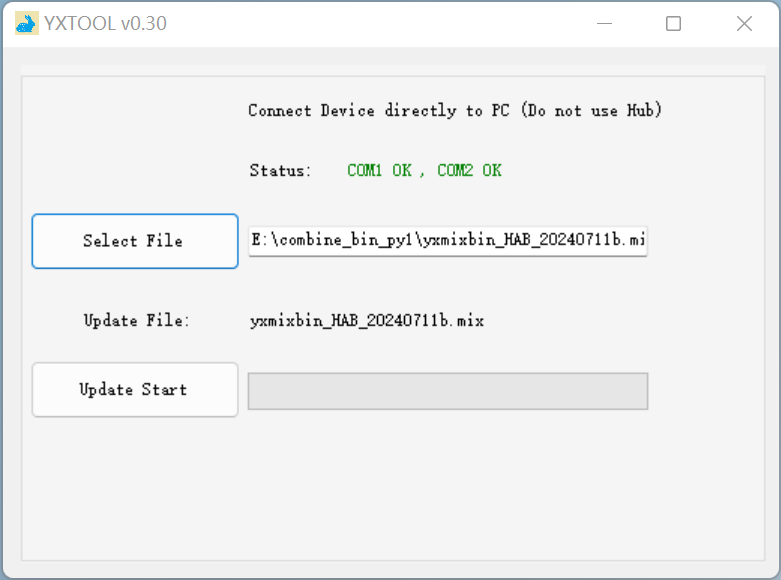 YXTOOL v0.30
Connect Device directly to PC (Do not use Hub)
Status: COM1 OK , COM2 OK
Select File E:\combine_bin_py1\yxmixbin_HAB_20240711b.mi
Update File: yxmixbin_HAB_20240711b.mix
Update Start